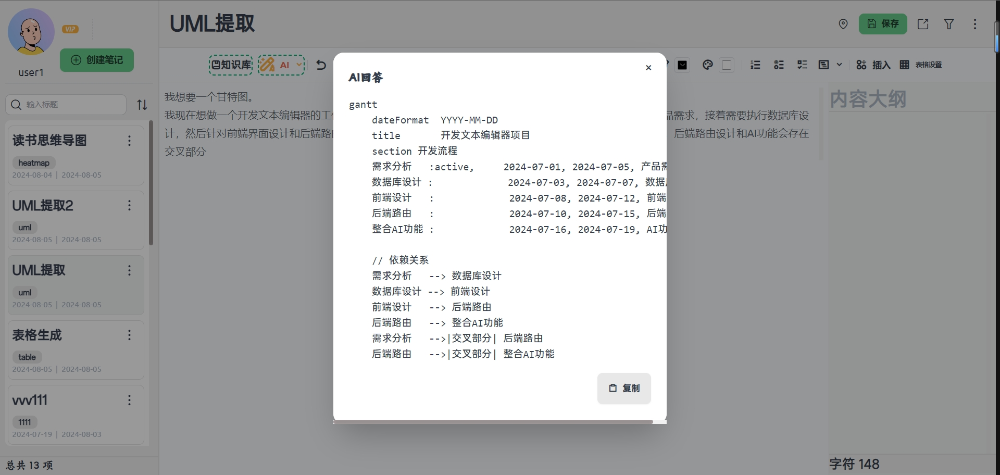 VIP
创建笔记
user1
输入标题
读书思维导图
heatmap
2024-08-04 | 2024-08-05
UML提取2
uml
2024-08-05 | 2024-08-05
UML提取
uml
2024-08-05 | 2024-08-05
表格生成
table
2024-08-05 | 2024-08-05
vvv111
1111
2024-07-19 | 2024-08-03
总共 13 项
UML提取
保存
知识库
AI
插入
表格设置
我想要一个甘特图。
我现在想做一个开发文本编辑器的工
品需求，接着需要执行数据库设
计，然后针对前端界面设计和后端路由
后端路由设计和AI功能会存在
交叉部分
内容大纲
字符 148
AI回答
×
gantt
dateFormat YYYY-MM-DD
title 开发文本编辑器项目
section 开发流程
需求分析 :active, 2024-07-01, 2024-07-05, 产品需
数据库设计 : 2024-07-03, 2024-07-07, 数据
前端设计 : 2024-07-08, 2024-07-12, 前端
后端路由 : 2024-07-10, 2024-07-15, 后端
整合AI功能 : 2024-07-16, 2024-07-19, AI功
// 依赖关系
需求分析 --> 数据库设计
数据库设计 --> 前端设计
前端设计 --> 后端路由
后端路由 --> 整合AI功能
需求分析 -->|交叉部分| 后端路由
后端路由 -->|交叉部分| 整合AI功能
复制